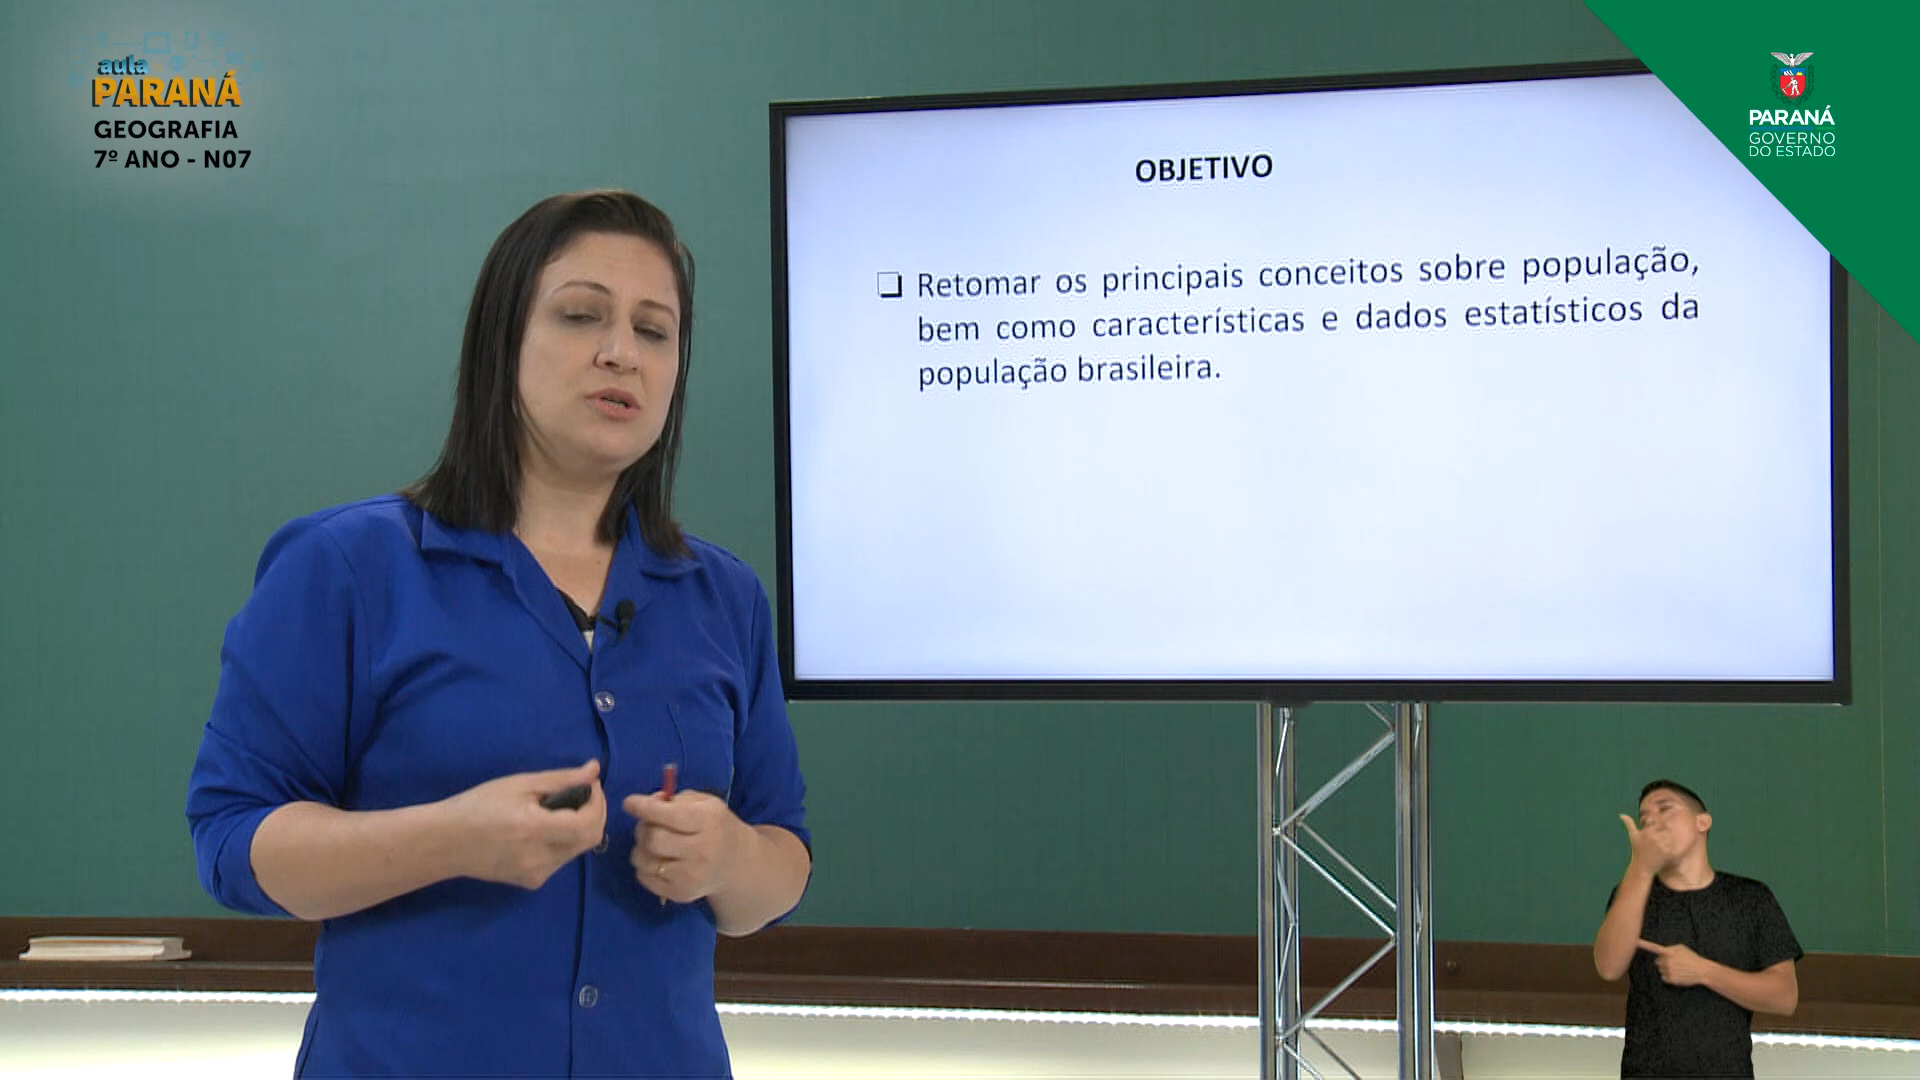 aula
PARANÁ
GEOGRAFIA
7º ANO - N07
PARANÁ
GOVERNO
DO ESTADO
OBJETIVO
❑ Retomar os principais conceitos sobre população,
bem como características e dados estatísticos da
população brasileira.